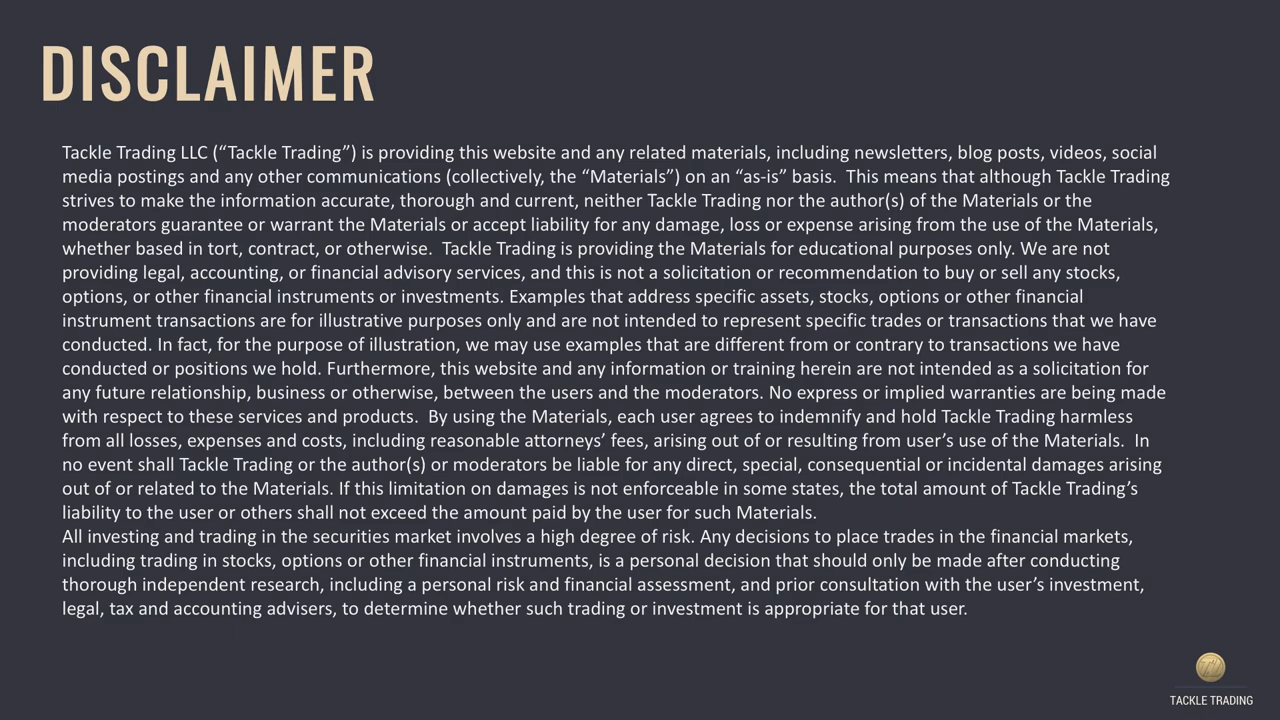 DISCLAIMER
Tackle Trading LLC (“Tackle Trading”) is providing this website and any related materials, including newsletters, blog posts, videos, social
media postings and any other communications (collectively, the “Materials”) on an “as-is” basis.  This means that although Tackle Trading
strives to make the information accurate, thorough and current, neither Tackle Trading nor the author(s) of the Materials or the
moderators guarantee or warrant the Materials or accept liability for any damage, loss or expense arising from the use of the Materials,
whether based in tort, contract, or otherwise.  Tackle Trading is providing the Materials for educational purposes only. We are not
providing legal, accounting, or financial advisory services, and this is not a solicitation or recommendation to buy or sell any stocks,
options, or other financial instruments or investments. Examples that address specific assets, stocks, options or other financial
instrument transactions are for illustrative purposes only and are not intended to represent specific trades or transactions that we have
conducted. In fact, for the purpose of illustration, we may use examples that are different from or contrary to transactions we have
conducted or positions we hold. Furthermore, this website and any information or training herein are not intended as a solicitation for
any future relationship, business or otherwise, between the users and the moderators. No express or implied warranties are being made
with respect to these services and products.  By using the Materials, each user agrees to indemnify and hold Tackle Trading harmless
from all losses, expenses and costs, including reasonable attorneys’ fees, arising out of or resulting from user’s use of the Materials.  In
no event shall Tackle Trading or the author(s) or moderators be liable for any direct, special, consequential or incidental damages arising
out of or related to the Materials. If this limitation on damages is not enforceable in some states, the total amount of Tackle Trading’s
liability to the user or others shall not exceed the amount paid by the user for such Materials.
All investing and trading in the securities market involves a high degree of risk. Any decisions to place trades in the financial markets,
including trading in stocks, options or other financial instruments, is a personal decision that should only be made after conducting
thorough independent research, including a personal risk and financial assessment, and prior consultation with the user’s investment,
legal, tax and accounting advisers, to determine whether such trading or investment is appropriate for that user.
TACKLE TRADING